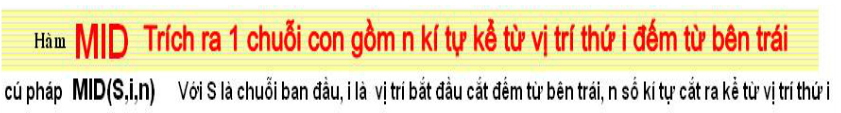 Hàm MID Trích ra 1 chuỗi con gồm n kí tự kể từ vị trí thứ i đếm từ bên trái
cú pháp MID(S,i,n) Với S là chuỗi ban đầu, i là vị trí bắt đầu cắt đếm từ bên trái, n số kí tự cắt ra kể từ vị trí thứ i